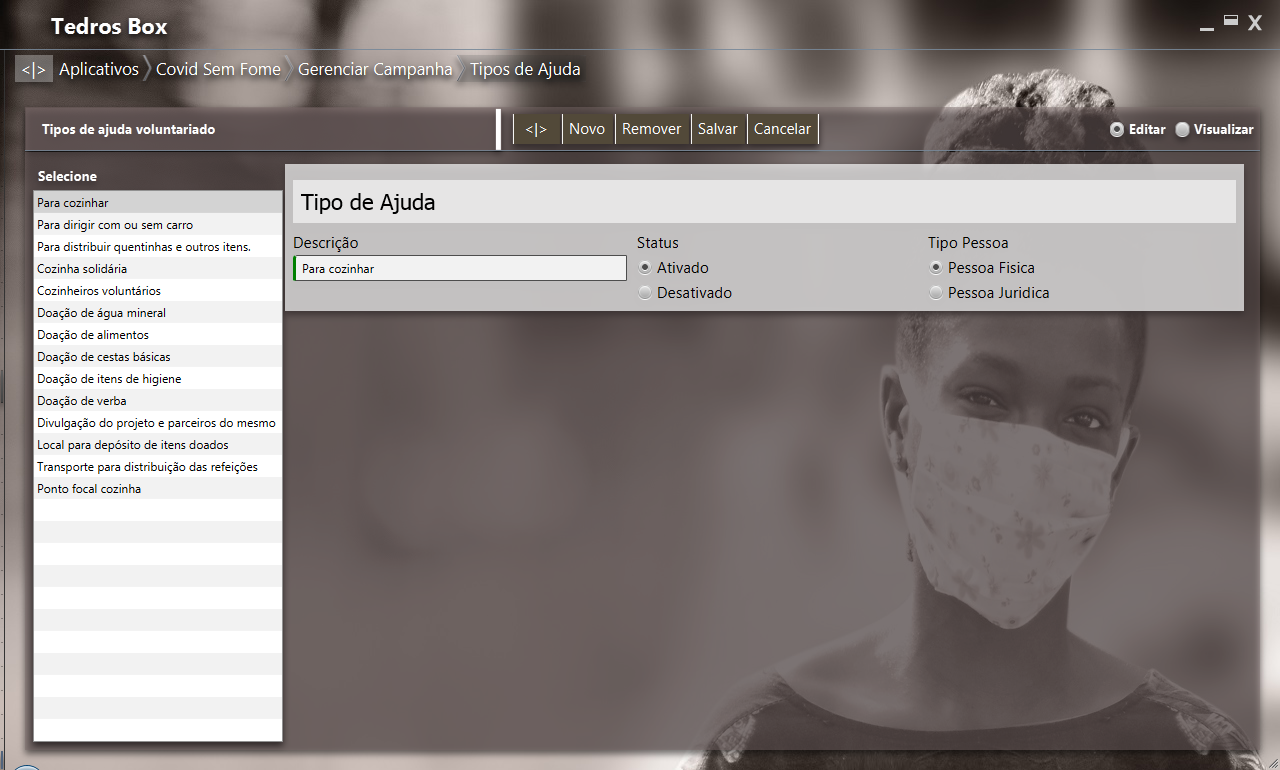 Tedros Box
<|> Aplicativos Covid Sem Fome Gerenciar Campanha Tipos de Ajuda
Tipos de ajuda voluntariado
<|> Novo Remover Salvar Cancelar
Editar Visualizar
Selecione
Para cozinhar
Para dirigir com ou sem carro
Para distribuir quentinhas e outros itens.
Cozinha solidária
Cozinheiros voluntários
Doação de água mineral
Doação de alimentos
Doação de cestas básicas
Doação de itens de higiene
Doação de verba
Divulgação do projeto e parceiros do mesmo
Local para depósito de itens doados
Transporte para distribuição das refeições
Ponto focal cozinha
Tipo de Ajuda
Descrição
Para cozinhar
Status
Ativado
Desativado
Tipo Pessoa
Pessoa Fisica
Pessoa Juridica